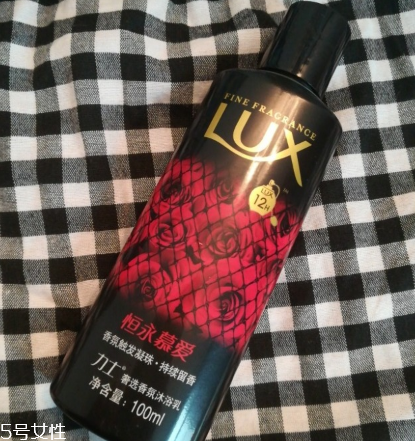 FINE FRAGRANCE
LUX
LUX
恒永慕爱
香氛触发凝珠·持续留香
力士®奢选香氛沐浴乳
净含量:100ml
5号女性